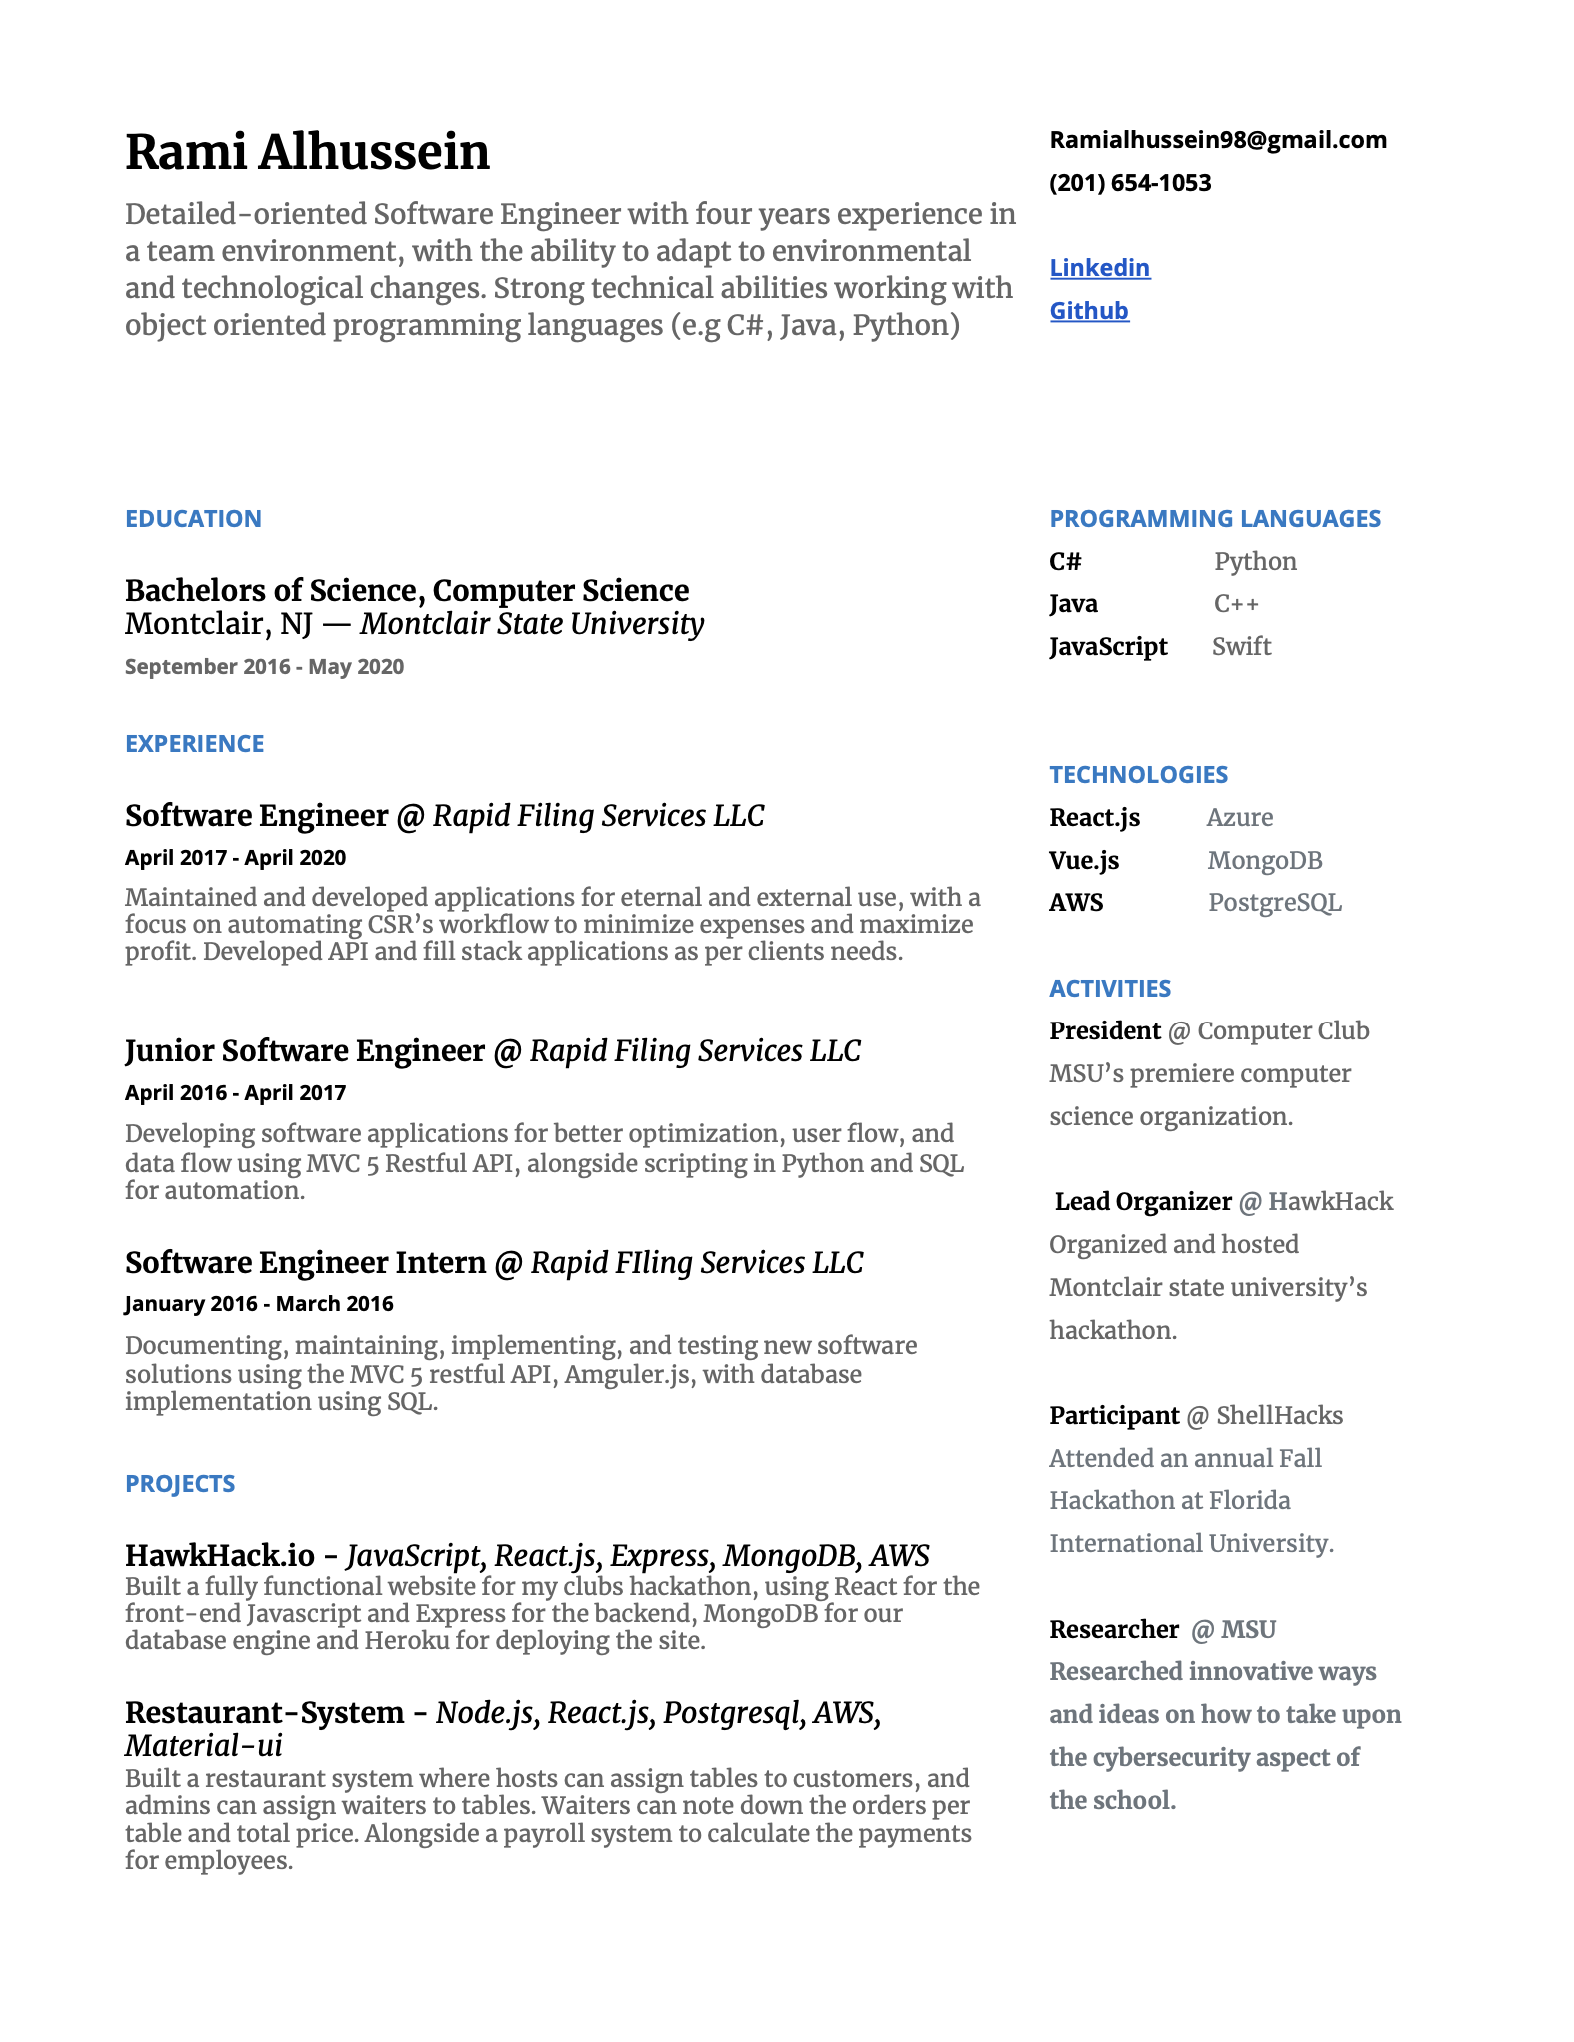 Rami Alhussein
Detailed-oriented Software Engineer with four years experience in
a team environment, with the ability to adapt to environmental
and technological changes. Strong technical abilities working with
object oriented programming languages (e.g C#, Java, Python)
Ramialhussein98@gmail.com
(201) 654-1053
Linkedin
Github
EDUCATION
Bachelors of Science, Computer Science
Montclair, NJ — Montclair State University
September 2016 - May 2020
EXPERIENCE
Software Engineer @ Rapid Filing Services LLC
April 2017 - April 2020
Maintained and developed applications for eternal and external use, with a
focus on automating CSR’s workflow to minimize expenses and maximize
profit. Developed API and fill stack applications as per clients needs.
Junior Software Engineer @ Rapid Filing Services LLC
April 2016 - April 2017
Developing software applications for better optimization, user flow, and
data flow using MVC 5 Restful API, alongside scripting in Python and SQL
for automation.
Software Engineer Intern @ Rapid FIling Services LLC
January 2016 - March 2016
Documenting, maintaining, implementing, and testing new software
solutions using the MVC 5 restful API, Amguler.js, with database
implementation using SQL.
PROJECTS
HawkHack.io - JavaScript, React.js, Express, MongoDB, AWS
Built a fully functional website for my clubs hackathon, using React for the
front-end Javascript and Express for the backend, MongoDB for our
database engine and Heroku for deploying the site.
Restaurant-System - Node.js, React.js, Postgresql, AWS,
Material-ui
Built a restaurant system where hosts can assign tables to customers, and
admins can assign waiters to tables. Waiters can note down the orders per
table and total price. Alongside a payroll system to calculate the payments
for employees.
PROGRAMMING LANGUAGES
C# Python
Java C++
JavaScript Swift
TECHNOLOGIES
React.js Azure
Vue.js MongoDB
AWS PostgreSQL
ACTIVITIES
President @ Computer Club
MSU’s premiere computer
science organization.
Lead Organizer @ HawkHack
Organized and hosted
Montclair state university’s
hackathon.
Participant @ ShellHacks
Attended an annual Fall
Hackathon at Florida
International University.
Researcher @ MSU
Researched innovative ways
and ideas on how to take upon
the cybersecurity aspect of
the school.